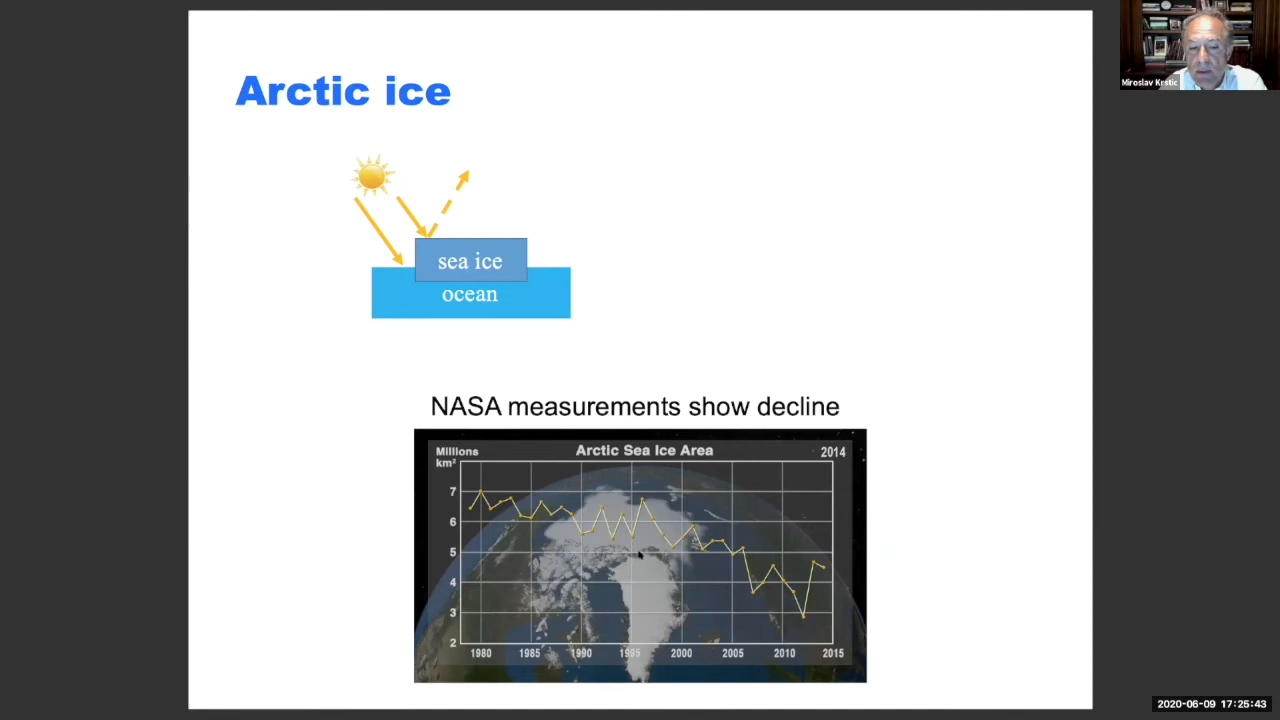 Miroslav Krstic
Arctic ice
sea ice
ocean
NASA measurements show decline
Millions
km²
Arctic Sea Ice Area
2014
7
6
5
4
3
2
1980
1985
1990
1995
2000
2005
2010
2015
2020-06-09 17:25:43